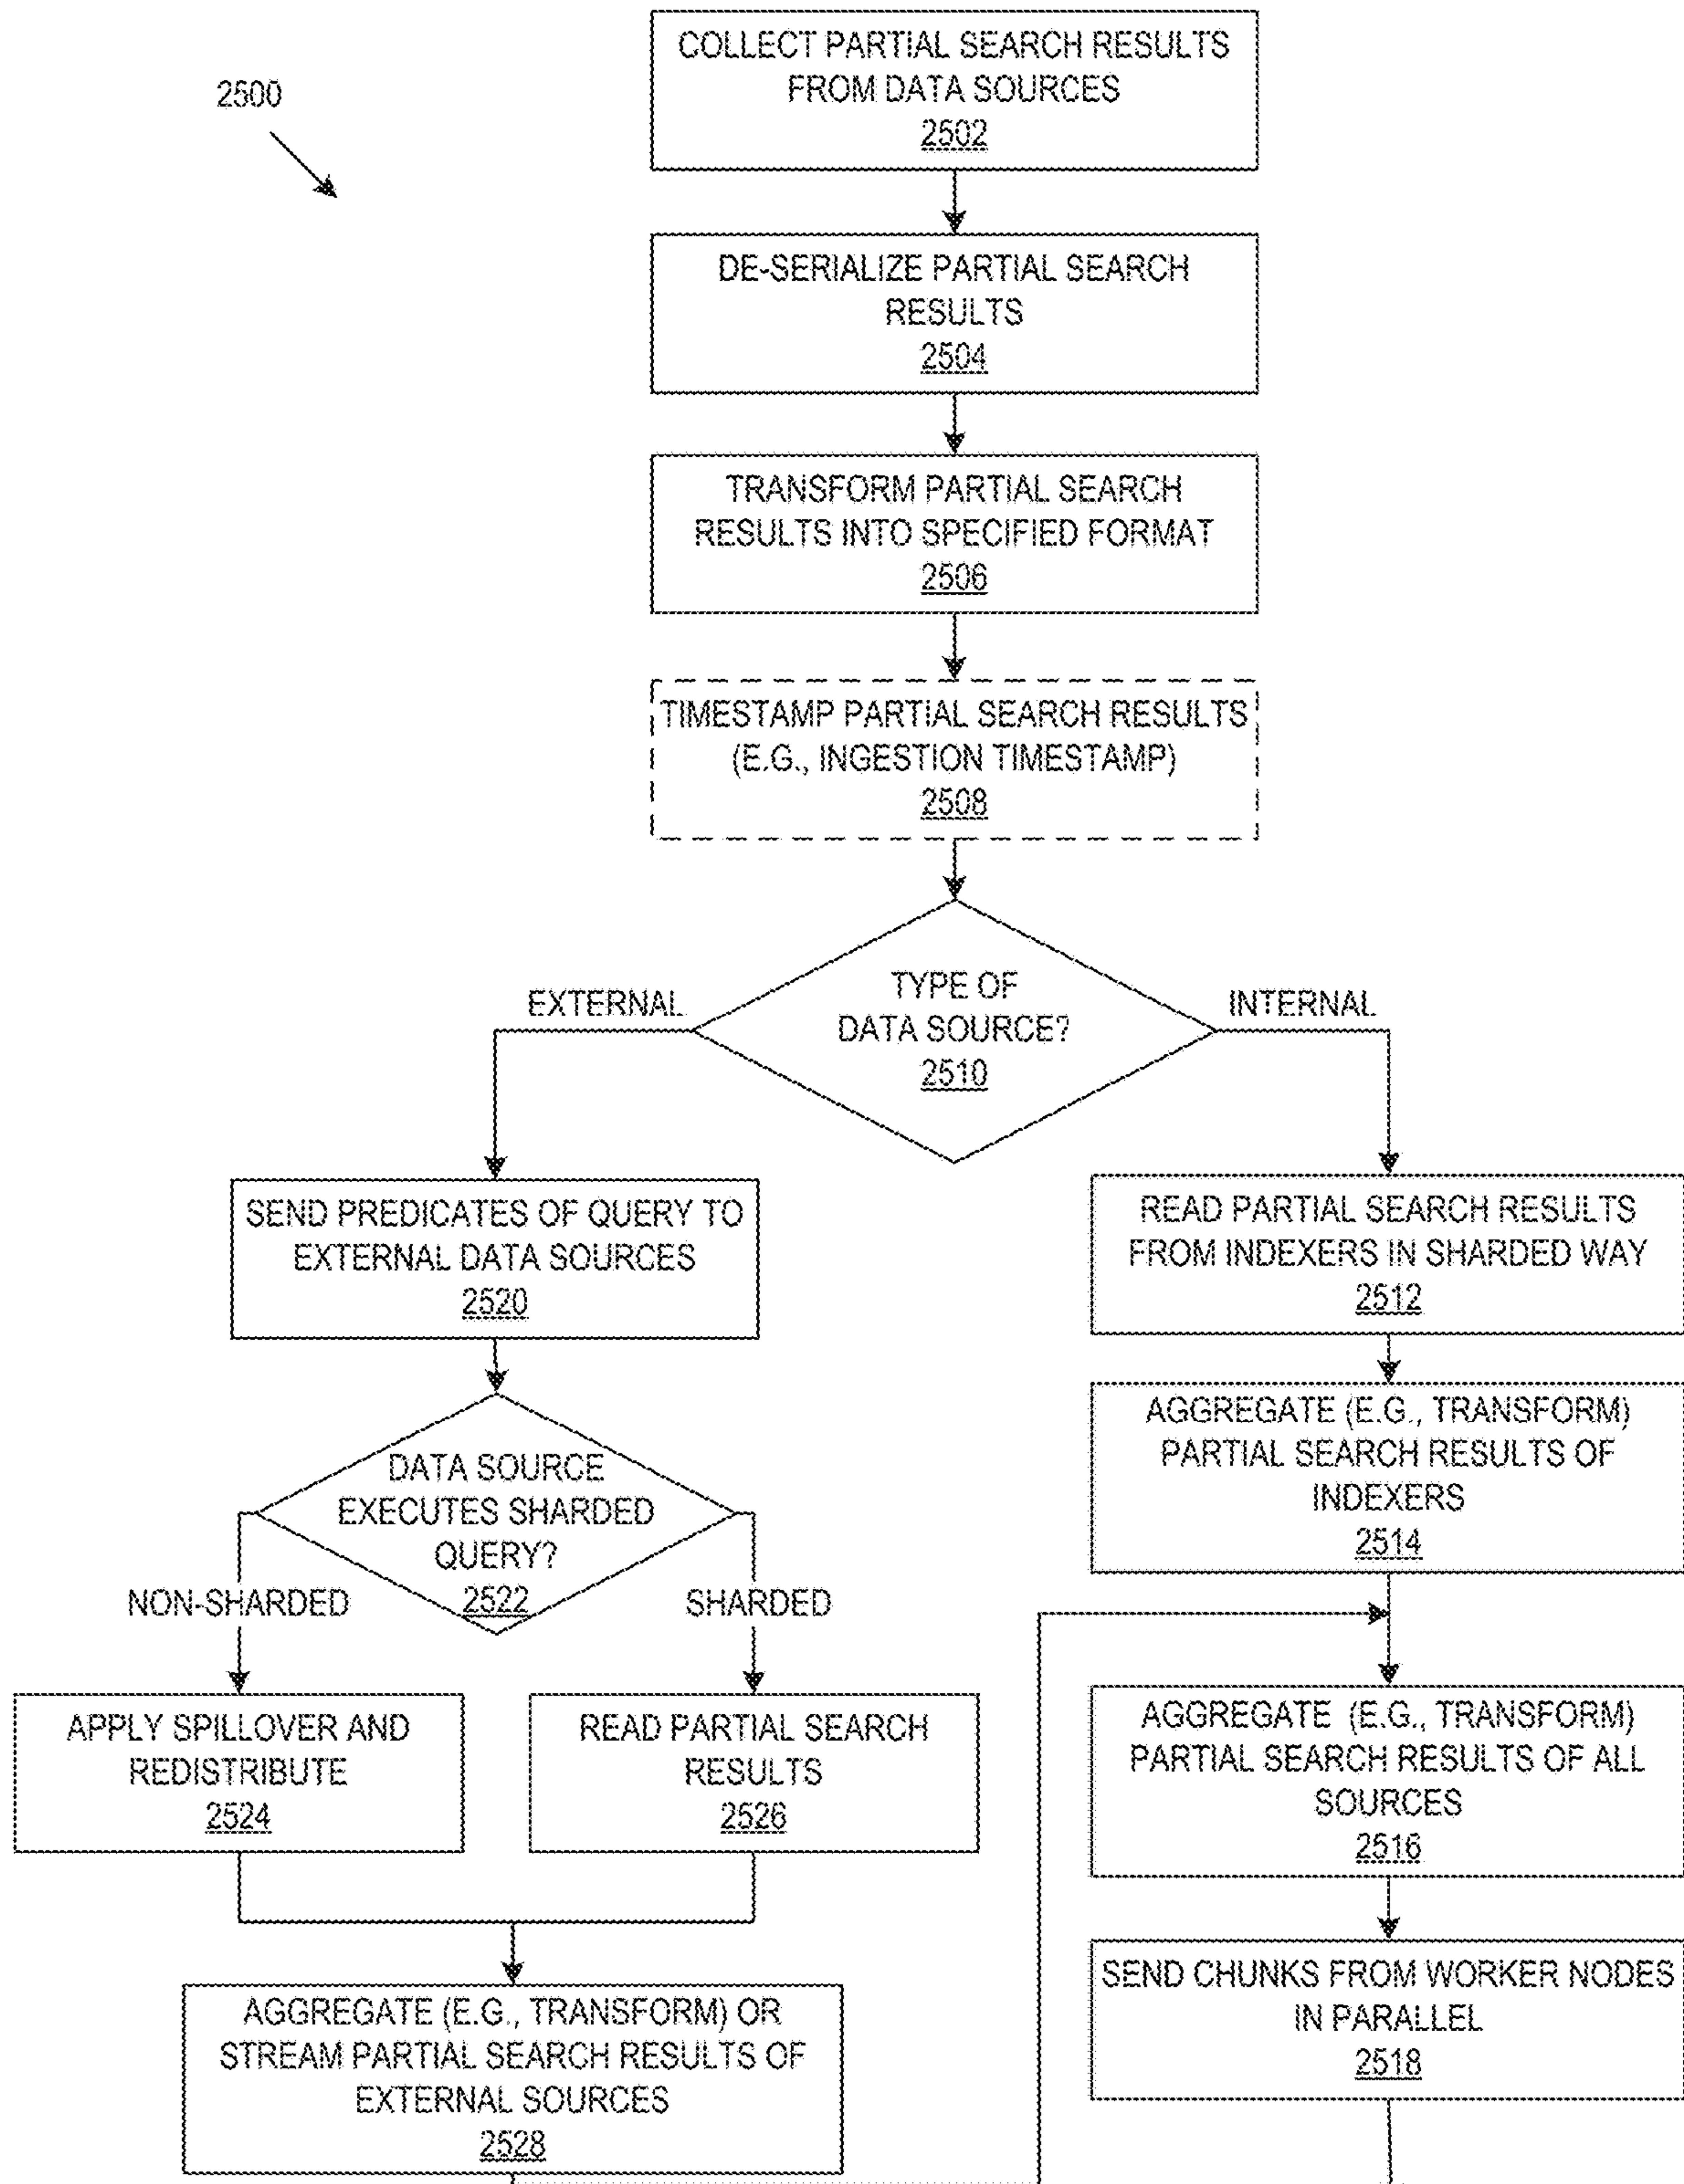 COLLECT PARTIAL SEARCH RESULTS
FROM DATA SOURCES
2502
2500
DE-SERIALIZE PARTIAL SEARCH
RESULTS
2504
TRANSFORM PARTIAL SEARCH
RESULTS INTO SPECIFIED FORMAT
2506
TIMESTAMP PARTIAL SEARCH RESULTS
(E.G., INGESTION TIMESTAMP)
2508
TYPE OF
DATA SOURCE?
2510
EXTERNAL
INTERNAL
SEND PREDICATES OF QUERY TO
EXTERNAL DATA SOURCES
2520
READ PARTIAL SEARCH RESULTS
FROM INDEXERS IN SHARDED WAY
2512
AGGREGATE (E.G., TRANSFORM)
PARTIAL SEARCH RESULTS OF
INDEXERS
2514
DATA SOURCE
EXECUTES SHARDED
QUERY?
2522
NON-SHARDED
SHARDED
APPLY SPILLOVER AND
REDISTRIBUTE
2524
READ PARTIAL SEARCH
RESULTS
2526
AGGREGATE (E.G., TRANSFORM)
PARTIAL SEARCH RESULTS OF ALL
SOURCES
2516
SEND CHUNKS FROM WORKER NODES
IN PARALLEL
2518
AGGREGATE (E.G., TRANSFORM) OR
STREAM PARTIAL SEARCH RESULTS OF
EXTERNAL SOURCES
2528